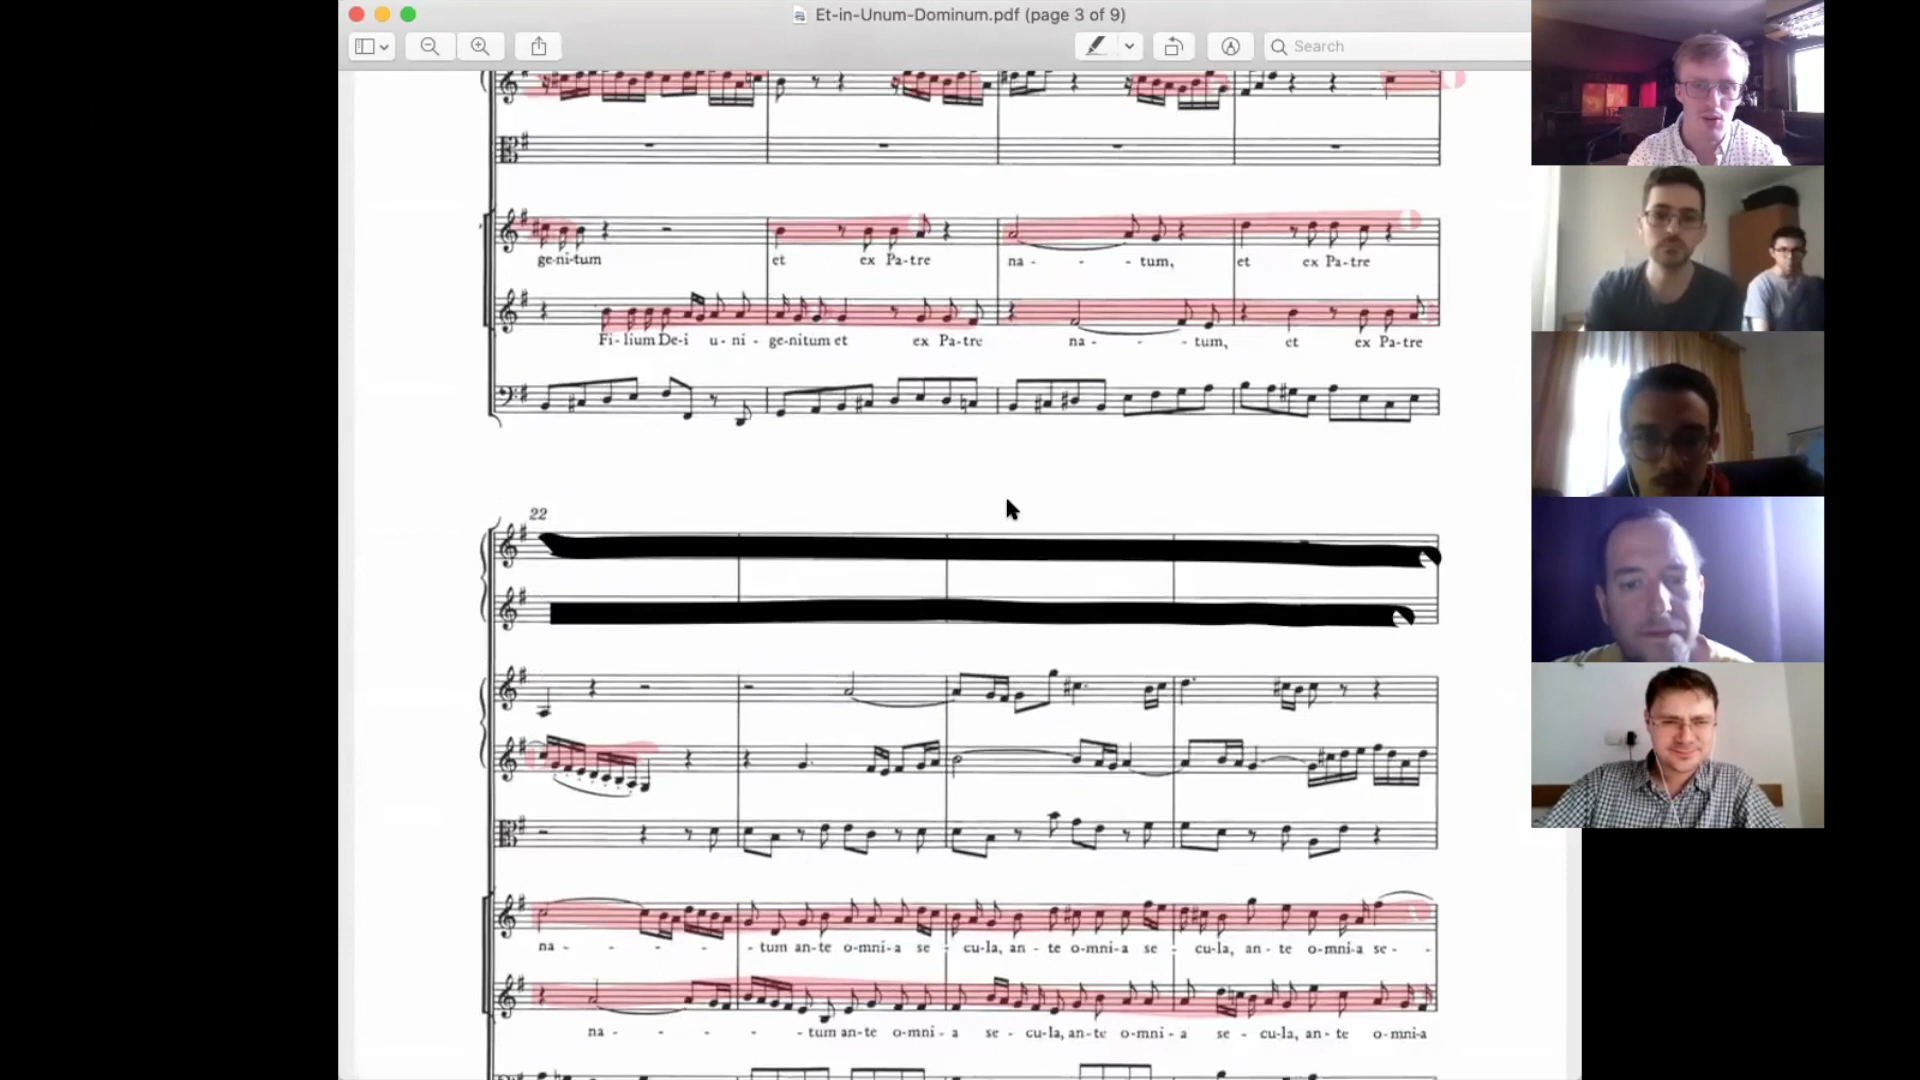 Et-in-Unum-Dominum.pdf (page 3 of 9)
Search
ge-ni-tum et ex Pa-tre na - - - tum, et ex Pa-tre
Fi-lium De-i u-ni - ge-nitum et ex Pa-tre na - - - tum, et ex Pa-tre
22
na - - - - - tum an-te o-mni-a se - cu-la, an - te o-mni-a se - cu-la, an - te o-mni-a se - -
na - - - - - tum an-te o-mni - a se - cu-la, an-te o-mni - a se - cu-la, an - te o-mni-a